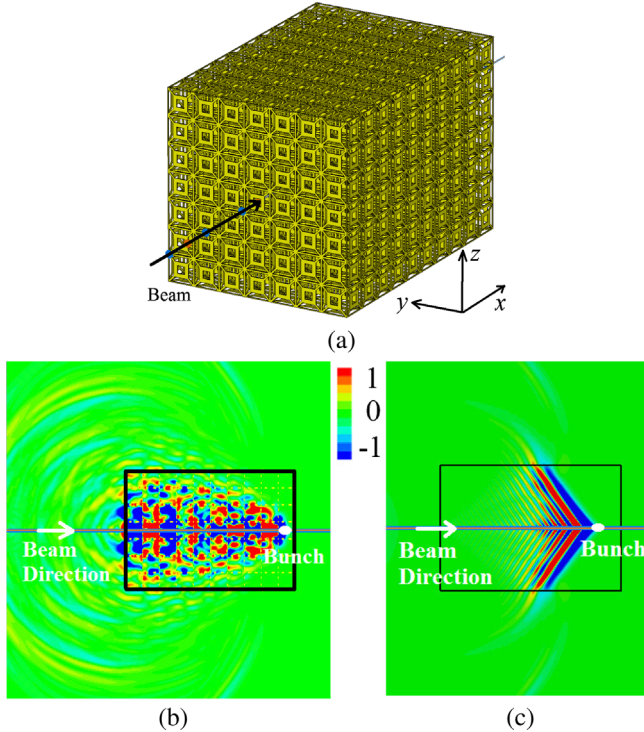 Beam
z
y
x
(a)
1
0
-1
Beam
Direction
Bunch
Beam
Direction
Bunch
(b)
(c)